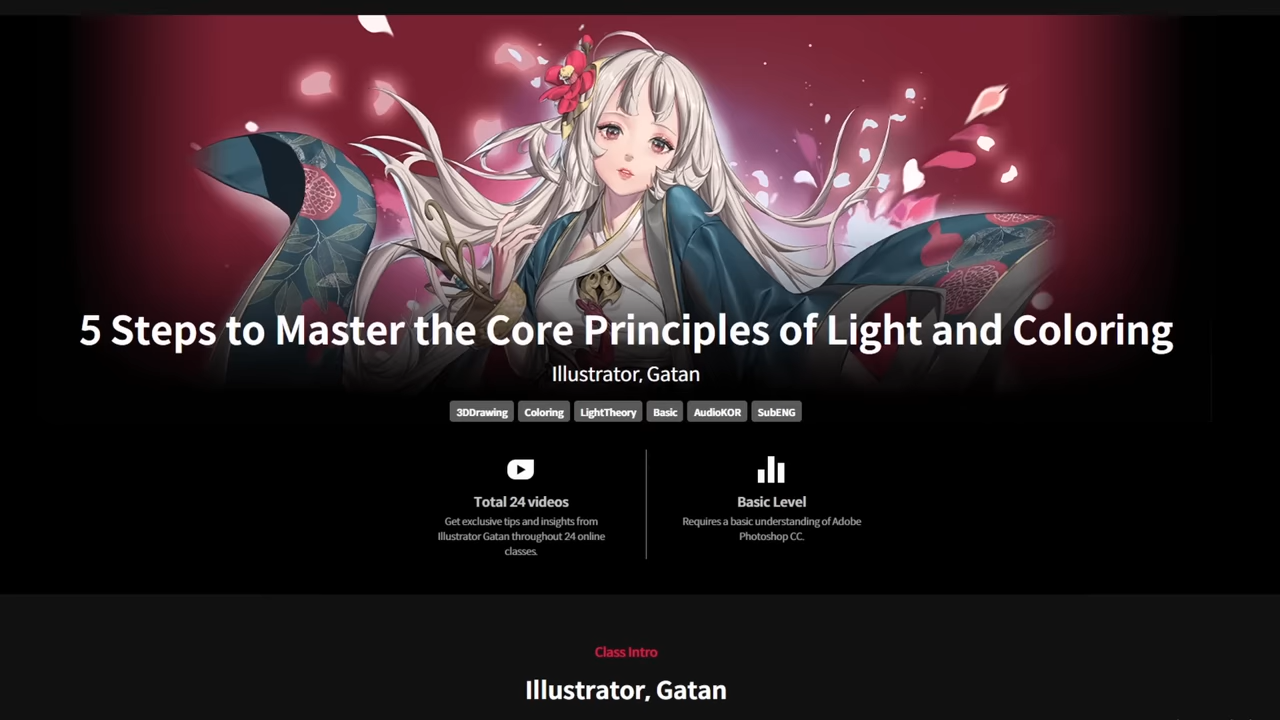 5 Steps to Master the Core Principles of Light and Coloring
Illustrator, Gatan
3DDrawing Coloring LightTheory Basic AudioKOR SubENG
Total 24 videos
Get exclusive tips and insights from
Illustrator Gatan throughout 24 online
classes.
Basic Level
Requires a basic understanding of Adobe
Photoshop CC.
Class Intro
Illustrator, Gatan